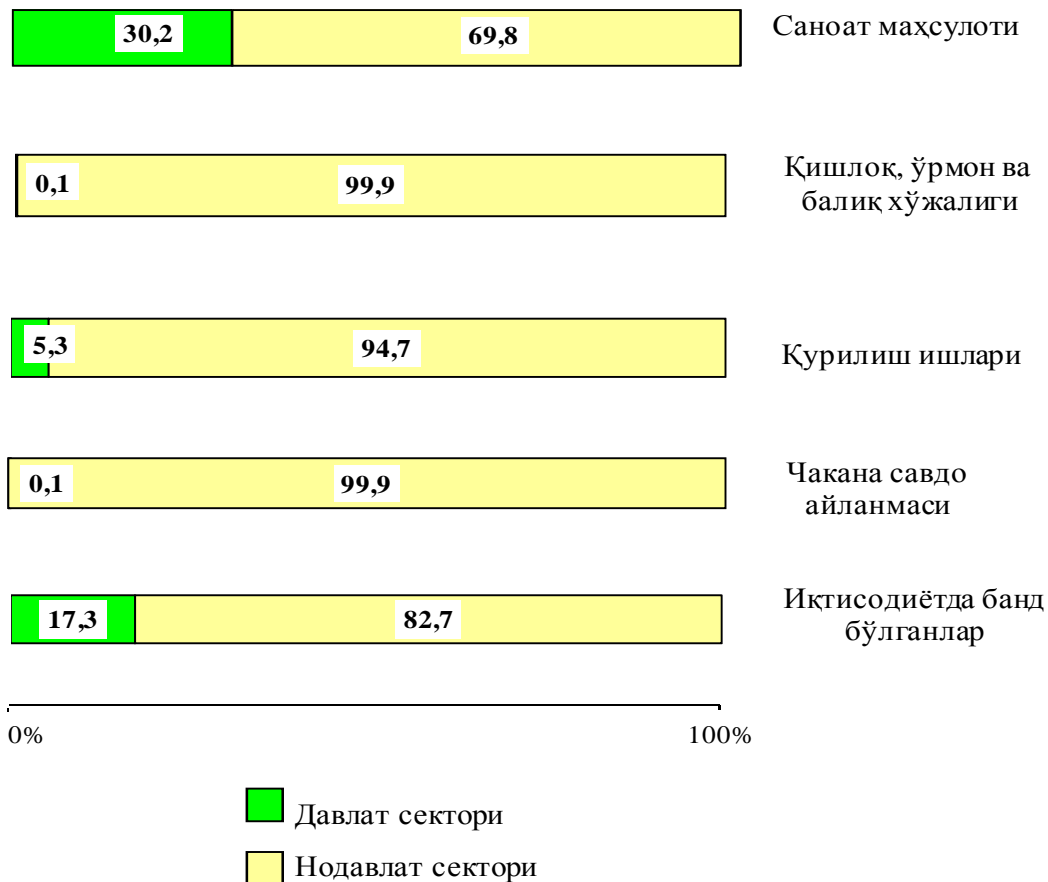 30,2 69,8 Саноат маҳсулоти
Қишлоқ, ўрмон ва
0,1 99,9
балиқ хўжалиги
5,3 94,7 Қурилиш ишлари
Чакана савдо
0,1 99,9
айланмаси
Иқтисодиётда банд
17,3 82,7
бўлганлар
0% 100%
Давлат сектори
Нодавлат сектори